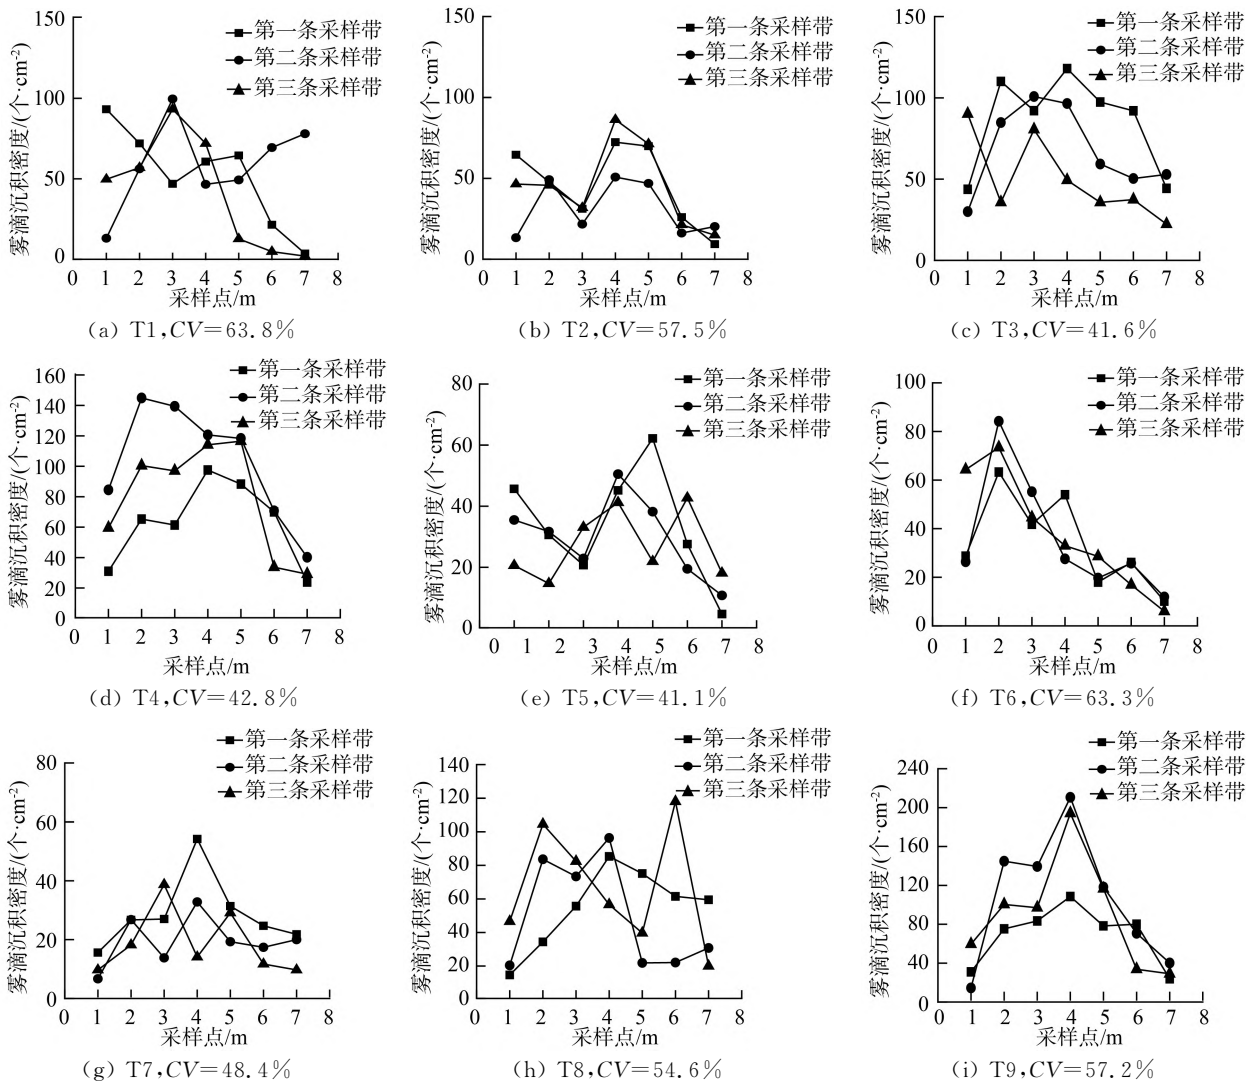 150
100
50
0
1 2 3 4 5 6 7 8
雾滴沉积密度/(个·cm-2)
采样点/m
第一条采样带
第二条采样带
第三条采样带
(a) T1,CV=63.8%
150
100
50
0
0 1 2 3 4 5 6 7 8
雾滴沉积密度/(个·cm-2)
采样点/m
第一条采样带
第二条采样带
第三条采样带
(b) T2,CV=57.5%
150
100
50
0
0 1 2 3 4 5 6 7 8
雾滴沉积密度/(个·cm-2)
采样点/m
第一条采样带
第二条采样带
第三条采样带
(c) T3,CV=41.6%
160
140
120
100
80
60
40
20
0
0 1 2 3 4 5 6 7 8
雾滴沉积密度/(个·cm-2)
采样点/m
第一条采样带
第二条采样带
第三条采样带
(d) T4,CV=42.8%
80
60
40
20
0
0 1 2 3 4 5 6 7 8
雾滴沉积密度/(个·cm-2)
采样点/m
第一条采样带
第二条采样带
第三条采样带
(e) T5,CV=41.1%
100
80
60
40
20
0
0 1 2 3 4 5 6 7 8
雾滴沉积密度/(个·cm-2)
采样点/m
第一条采样带
第二条采样带
第三条采样带
(f) T6,CV=63.3%
80
60
40
20
0
0 1 2 3 4 5 6 7 8
雾滴沉积密度/(个·cm-2)
采样点/m
第一条采样带
第二条采样带
第三条采样带
(g) T7,CV=48.4%
140
120
100
80
60
40
20
0
0 1 2 3 4 5 6 7 8
雾滴沉积密度/(个·cm-2)
采样点/m
第一条采样带
第二条采样带
第三条采样带
(h) T8,CV=54.6%
240
200
160
120
80
40
0
0 1 2 3 4 5 6 7 8
雾滴沉积密度/(个·cm-2)
采样点/m
第一条采样带
第二条采样带
第三条采样带
(i) T9,CV=57.2%